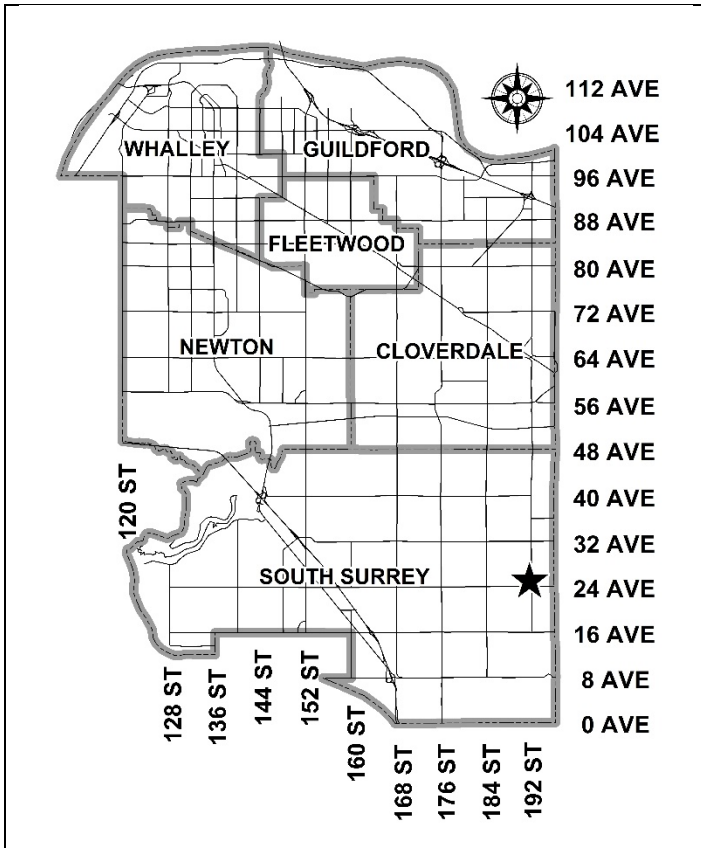 112 AVE
104 AVE
WHALLEY
GUILDFORD
96 AVE
88 AVE
FLEETWOOD
80 AVE
72 AVE
NEWTON
CLOVERDALE
64 AVE
56 AVE
48 AVE
120 ST
40 AVE
32 AVE
SOUTH SURREY
24 AVE
16 AVE
8 AVE
0 AVE
128 ST
136 ST
144 ST
152 ST
160 ST
168 ST
176 ST
184 ST
192 ST